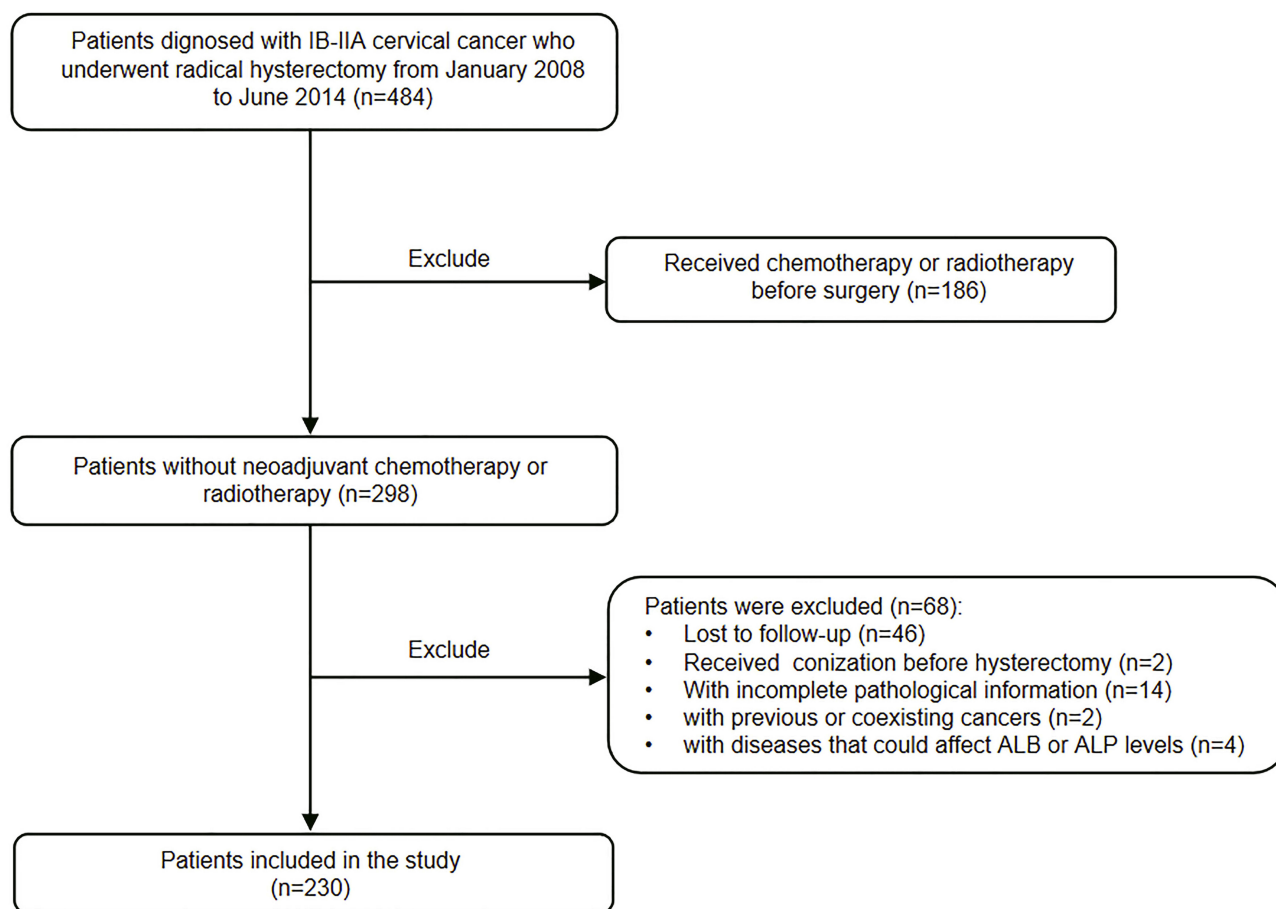 Patients dignosed with IB-IIA cervical cancer who
underwent radical hysterectomy from January 2008
to June 2014 (n=484)
Exclude
Received chemotherapy or radiotherapy
before surgery (n=186)
Patients without neoadjuvant chemotherapy or
radiotherapy (n=298)
Exclude
Patients were excluded (n=68):
• Lost to follow-up (n=46)
• Received conization before hysterectomy (n=2)
• With incomplete pathological information (n=14)
• with previous or coexisting cancers (n=2)
• with diseases that could affect ALB or ALP levels (n=4)
Patients included in the study
(n=230)